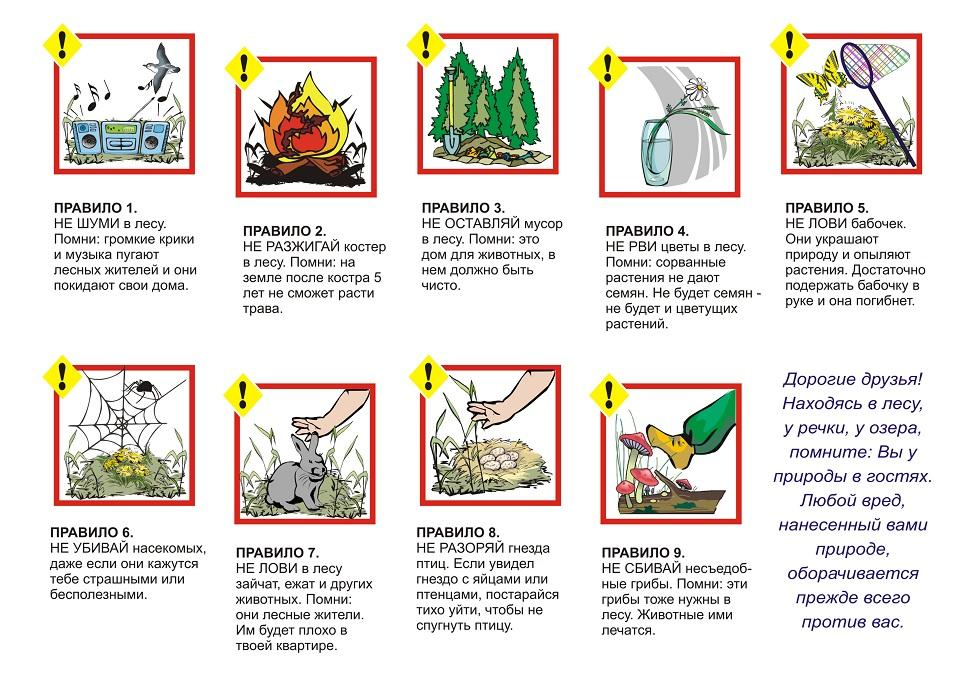 ПРАВИЛО 1.
НЕ ШУМИ в лесу.
Помни: громкие крики
и музыка пугают
лесных жителей и они
покидают свои дома.
ПРАВИЛО 2.
НЕ РАЗЖИГАЙ костер
в лесу. Помни: на
земле после костра 5
лет не сможет расти
трава.
ПРАВИЛО 3.
НЕ ОСТАВЛЯЙ мусор
в лесу. Помни: это
дом для животных, в
нем должно быть
чисто.
ПРАВИЛО 4.
НЕ РВИ цветы в лесу.
Помни: сорванные
растения не дают
семян. Не будет семян -
не будет и цветущих
растений.
ПРАВИЛО 5.
НЕ ЛОВИ бабочек.
Они украшают
природу и опыляют
растения. Достаточно
подержать бабочку в
руке и она погибнет.
ПРАВИЛО 6.
НЕ УБИВАЙ насекомых,
даже если они кажутся
тебе страшными или
бесполезными.
ПРАВИЛО 7.
НЕ ЛОВИ в лесу
зайчат, ежат и других
животных. Помни:
они лесные жители.
Им будет плохо в
твоей квартире.
ПРАВИЛО 8.
НЕ РАЗОРЯЙ гнезда
птиц. Если увидел
гнездо с яйцами или
птенцами, постарайся
тихо уйти, чтобы не
спугнуть птицу.
ПРАВИЛО 9.
НЕ СБИВАЙ несъедоб-
ные грибы. Помни: эти
грибы тоже нужны в
лесу. Животные ими
лечатся.
Дорогие друзья!
Находясь в лесу,
у речки, у озера,
помните: Вы у
природы в гостях.
Любой вред,
нанесенный вами
природе,
оборачивается
прежде всего
против вас.